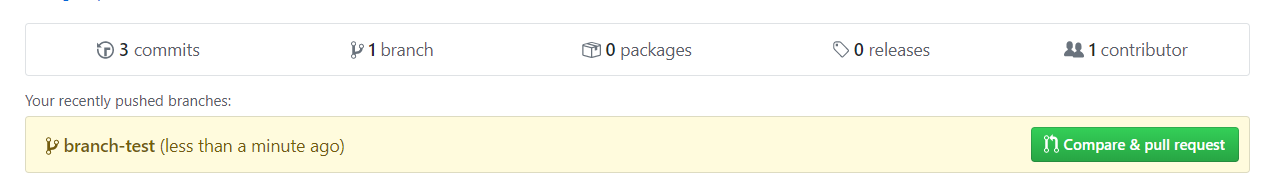 3 commits 1 branch 0 packages 0 releases 1 contributor
Your recently pushed branches:
branch-test (less than a minute ago) Compare & pull request